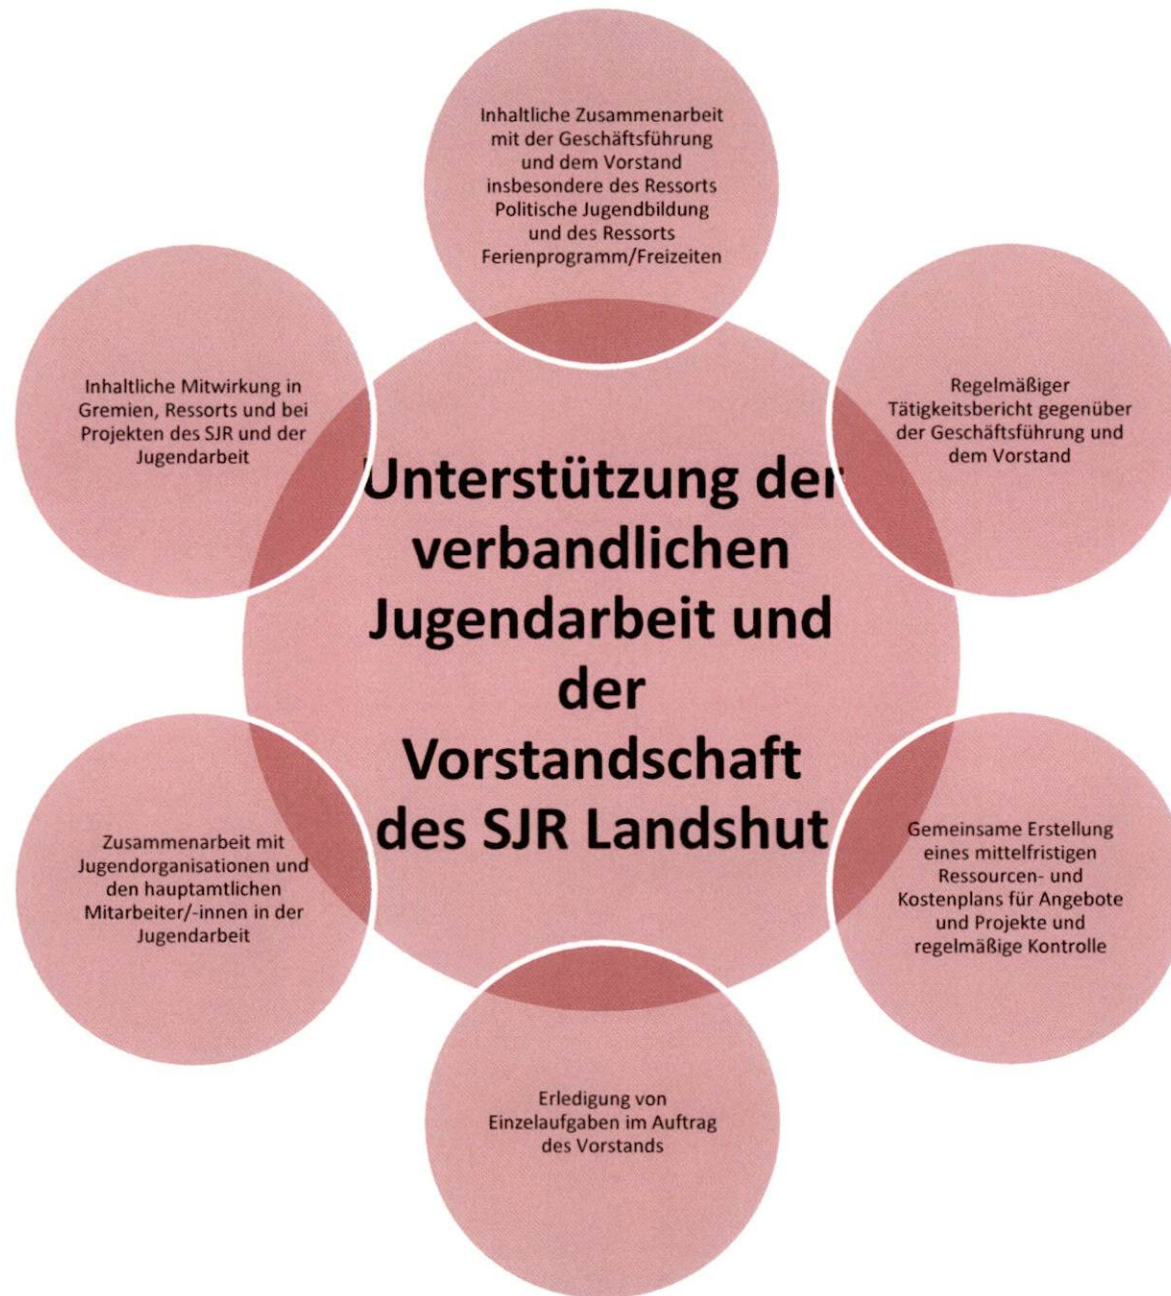 Inhaltliche Zusammenarbeit
mit der Geschäftsführung
und dem Vorstand
insbesondere des Ressorts
Politische Jugendbildung
und des Ressorts
Ferienprogramm/Freizeiten
Inhaltliche Mitwirkung in
Gremien, Ressorts und bei
Projekten des SJR und der
Jugendarbeit
Regelmäßiger
Tätigkeitsbericht gegenüber
der Geschäftsführung und
dem Vorstand
Unterstützung der
verbandlichen
Jugendarbeit und
der
Vorstandschaft
des SJR Landshut
Zusammenarbeit mit
Jugendorganisationen und
den hauptamtlichen
Mitarbeiter/-innen in der
Jugendarbeit
Gemeinsame Erstellung
eines mittelfristigen
Ressourcen- und
Kostenplans für Angebote
und Projekte und
regelmäßige Kontrolle
Erledigung von
Einzelaufgaben im Auftrag
des Vorstands